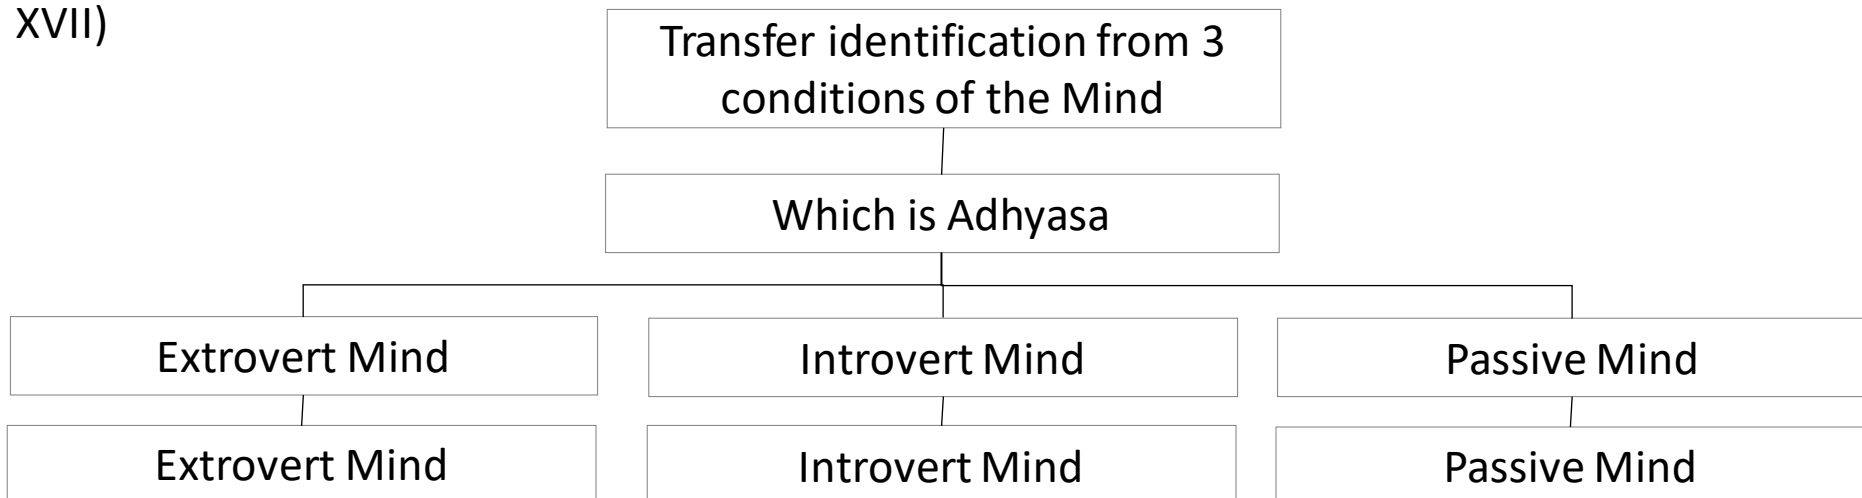 XVII)
Transfer identification from 3
conditions of the Mind
Which is Adhyasa
Extrovert Mind
Introvert Mind
Passive Mind
Extrovert Mind
Introvert Mind
Passive Mind